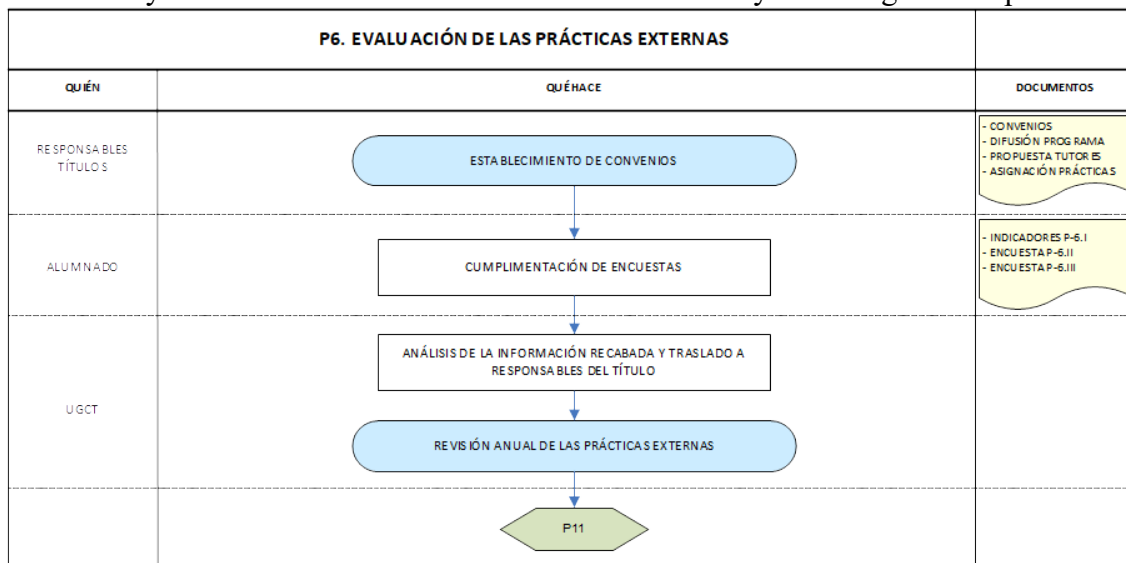 P6. EVALUACIÓN DE LAS PRÁCTICAS EXTERNAS
QUIÉN
QUÉ HACE
DOCUMENTOS
RESPONSABLES
TÍTULOS
ESTABLECIMIENTO DE CONVENIOS
- CONVENIOS
- DIFUSIÓN PROGRAMA
- PROPUESTA TUTORES
- ASIGNACIÓN PRÁCTICAS
ALUMNADO
CUMPLIMENTACIÓN DE ENCUESTAS
- INDICADORES P-6.I
- ENCUESTA P-6.II
- ENCUESTA P-6.III
UGCT
ANÁLISIS DE LA INFORMACIÓN RECABADA Y TRASLADO A
RESPONSABLES DEL TÍTULO
REVISIÓN ANUAL DE LAS PRÁCTICAS EXTERNAS
P11